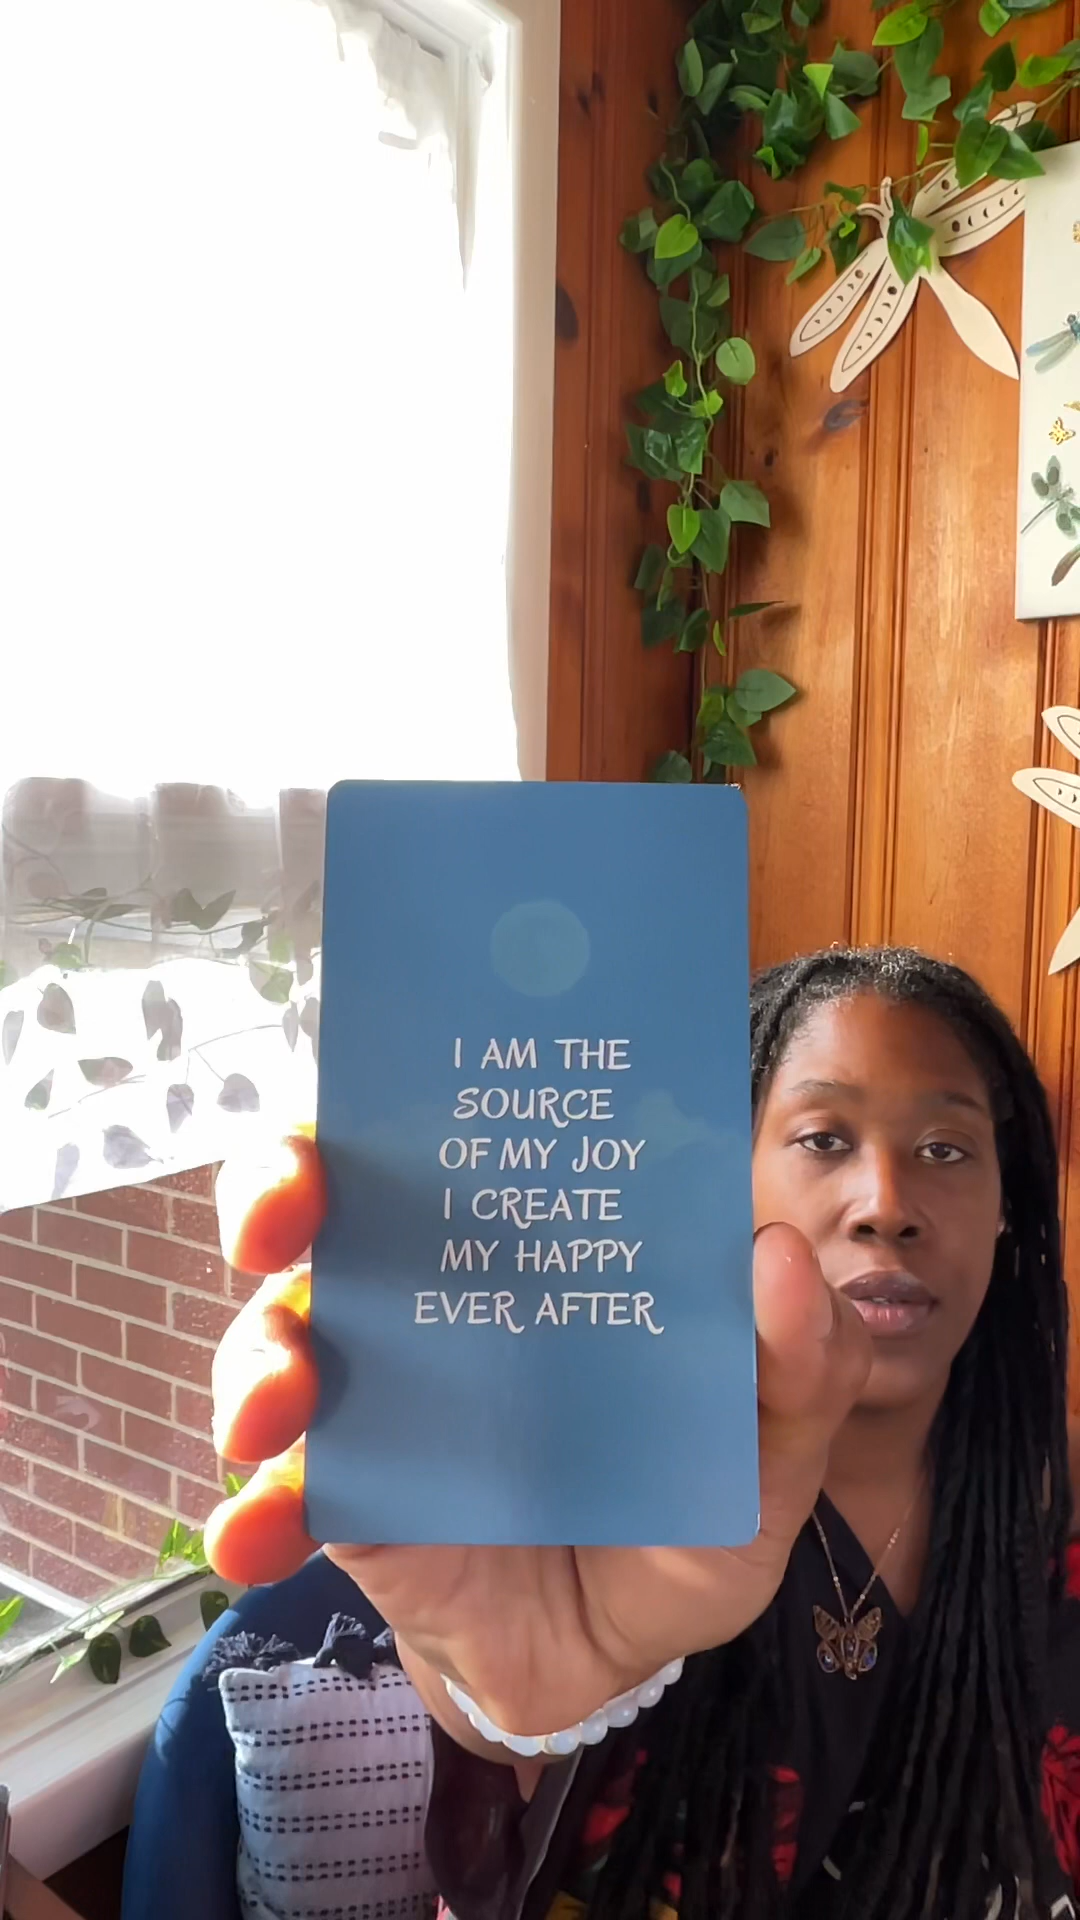 I AM THE
SOURCE
OF MY JOY
I CREATE
MY HAPPY
EVER AFTER